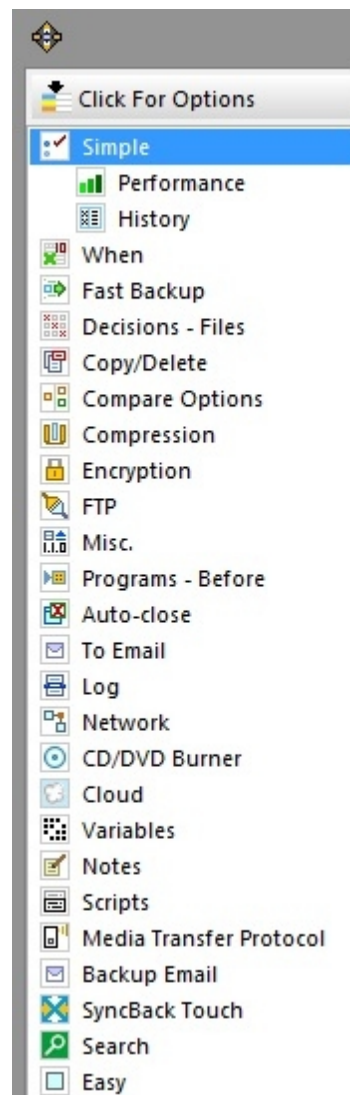 Click For Options
Simple
Performance
History
When
Fast Backup
Decisions - Files
Copy/Delete
Compare Options
Compression
Encryption
FTP
Misc.
Programs - Before
Auto-close
To Email
Log
Network
CD/DVD Burner
Cloud
Variables
Notes
Scripts
Media Transfer Protocol
Backup Email
SyncBack Touch
Search
Easy